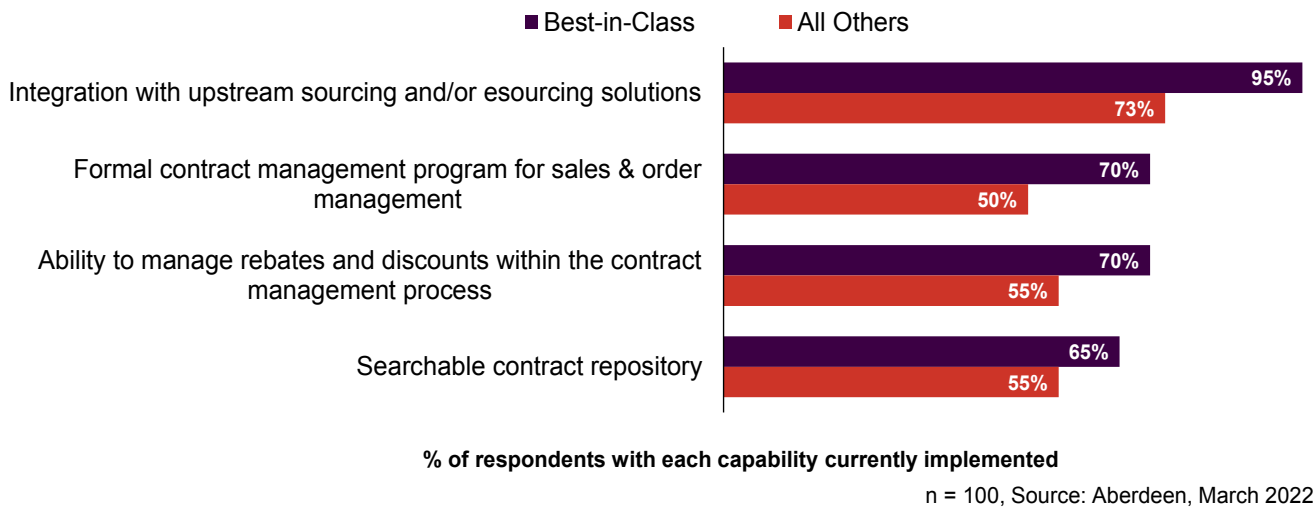 Best-in-Class
All Others
Integration with upstream sourcing and/or esourcing solutions
95%
73%
Formal contract management program for sales & order
management
70%
50%
Ability to manage rebates and discounts within the contract
management process
70%
55%
Searchable contract repository
65%
55%
% of respondents with each capability currently implemented
n = 100, Source: Aberdeen, March 2022